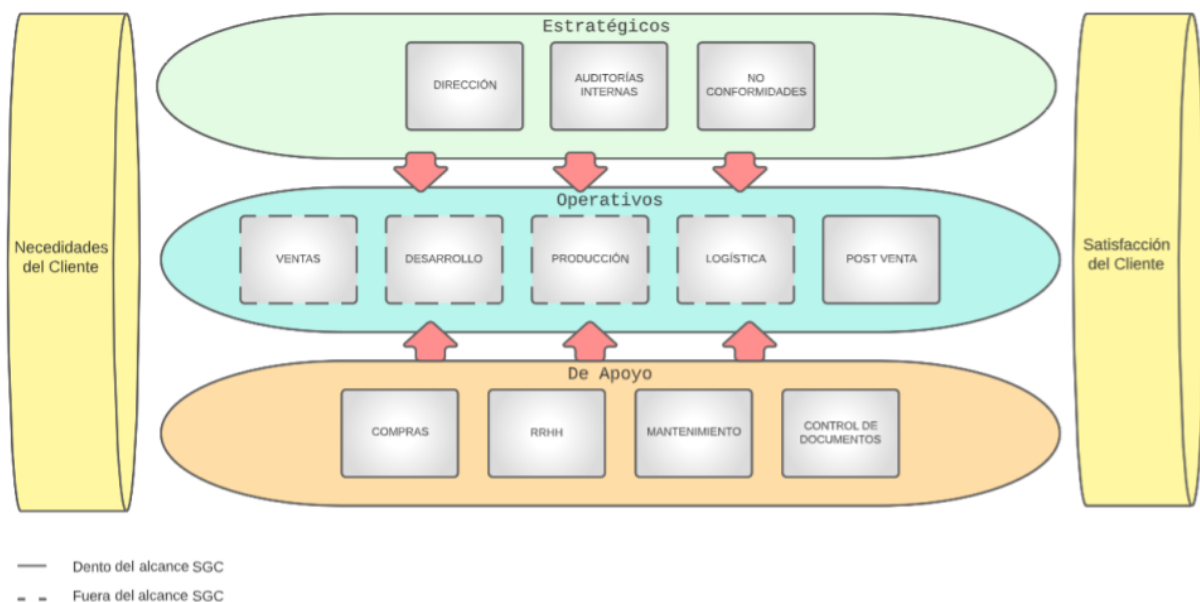 Estratégicos
DIRECCIÓN
AUDITORÍAS
INTERNAS
NO
CONFORMIDADES
Necedidades
del Cliente
Operativos
VENTAS
DESARROLLO
PRODUCCIÓN
LOGÍSTICA
POST VENTA
Satisfacción
del Cliente
De Apoyo
COMPRAS
RRHH
MANTENIMIENTO
CONTROL DE
DOCUMENTOS
Dento del alcance SGC
Fuera del alcance SGC